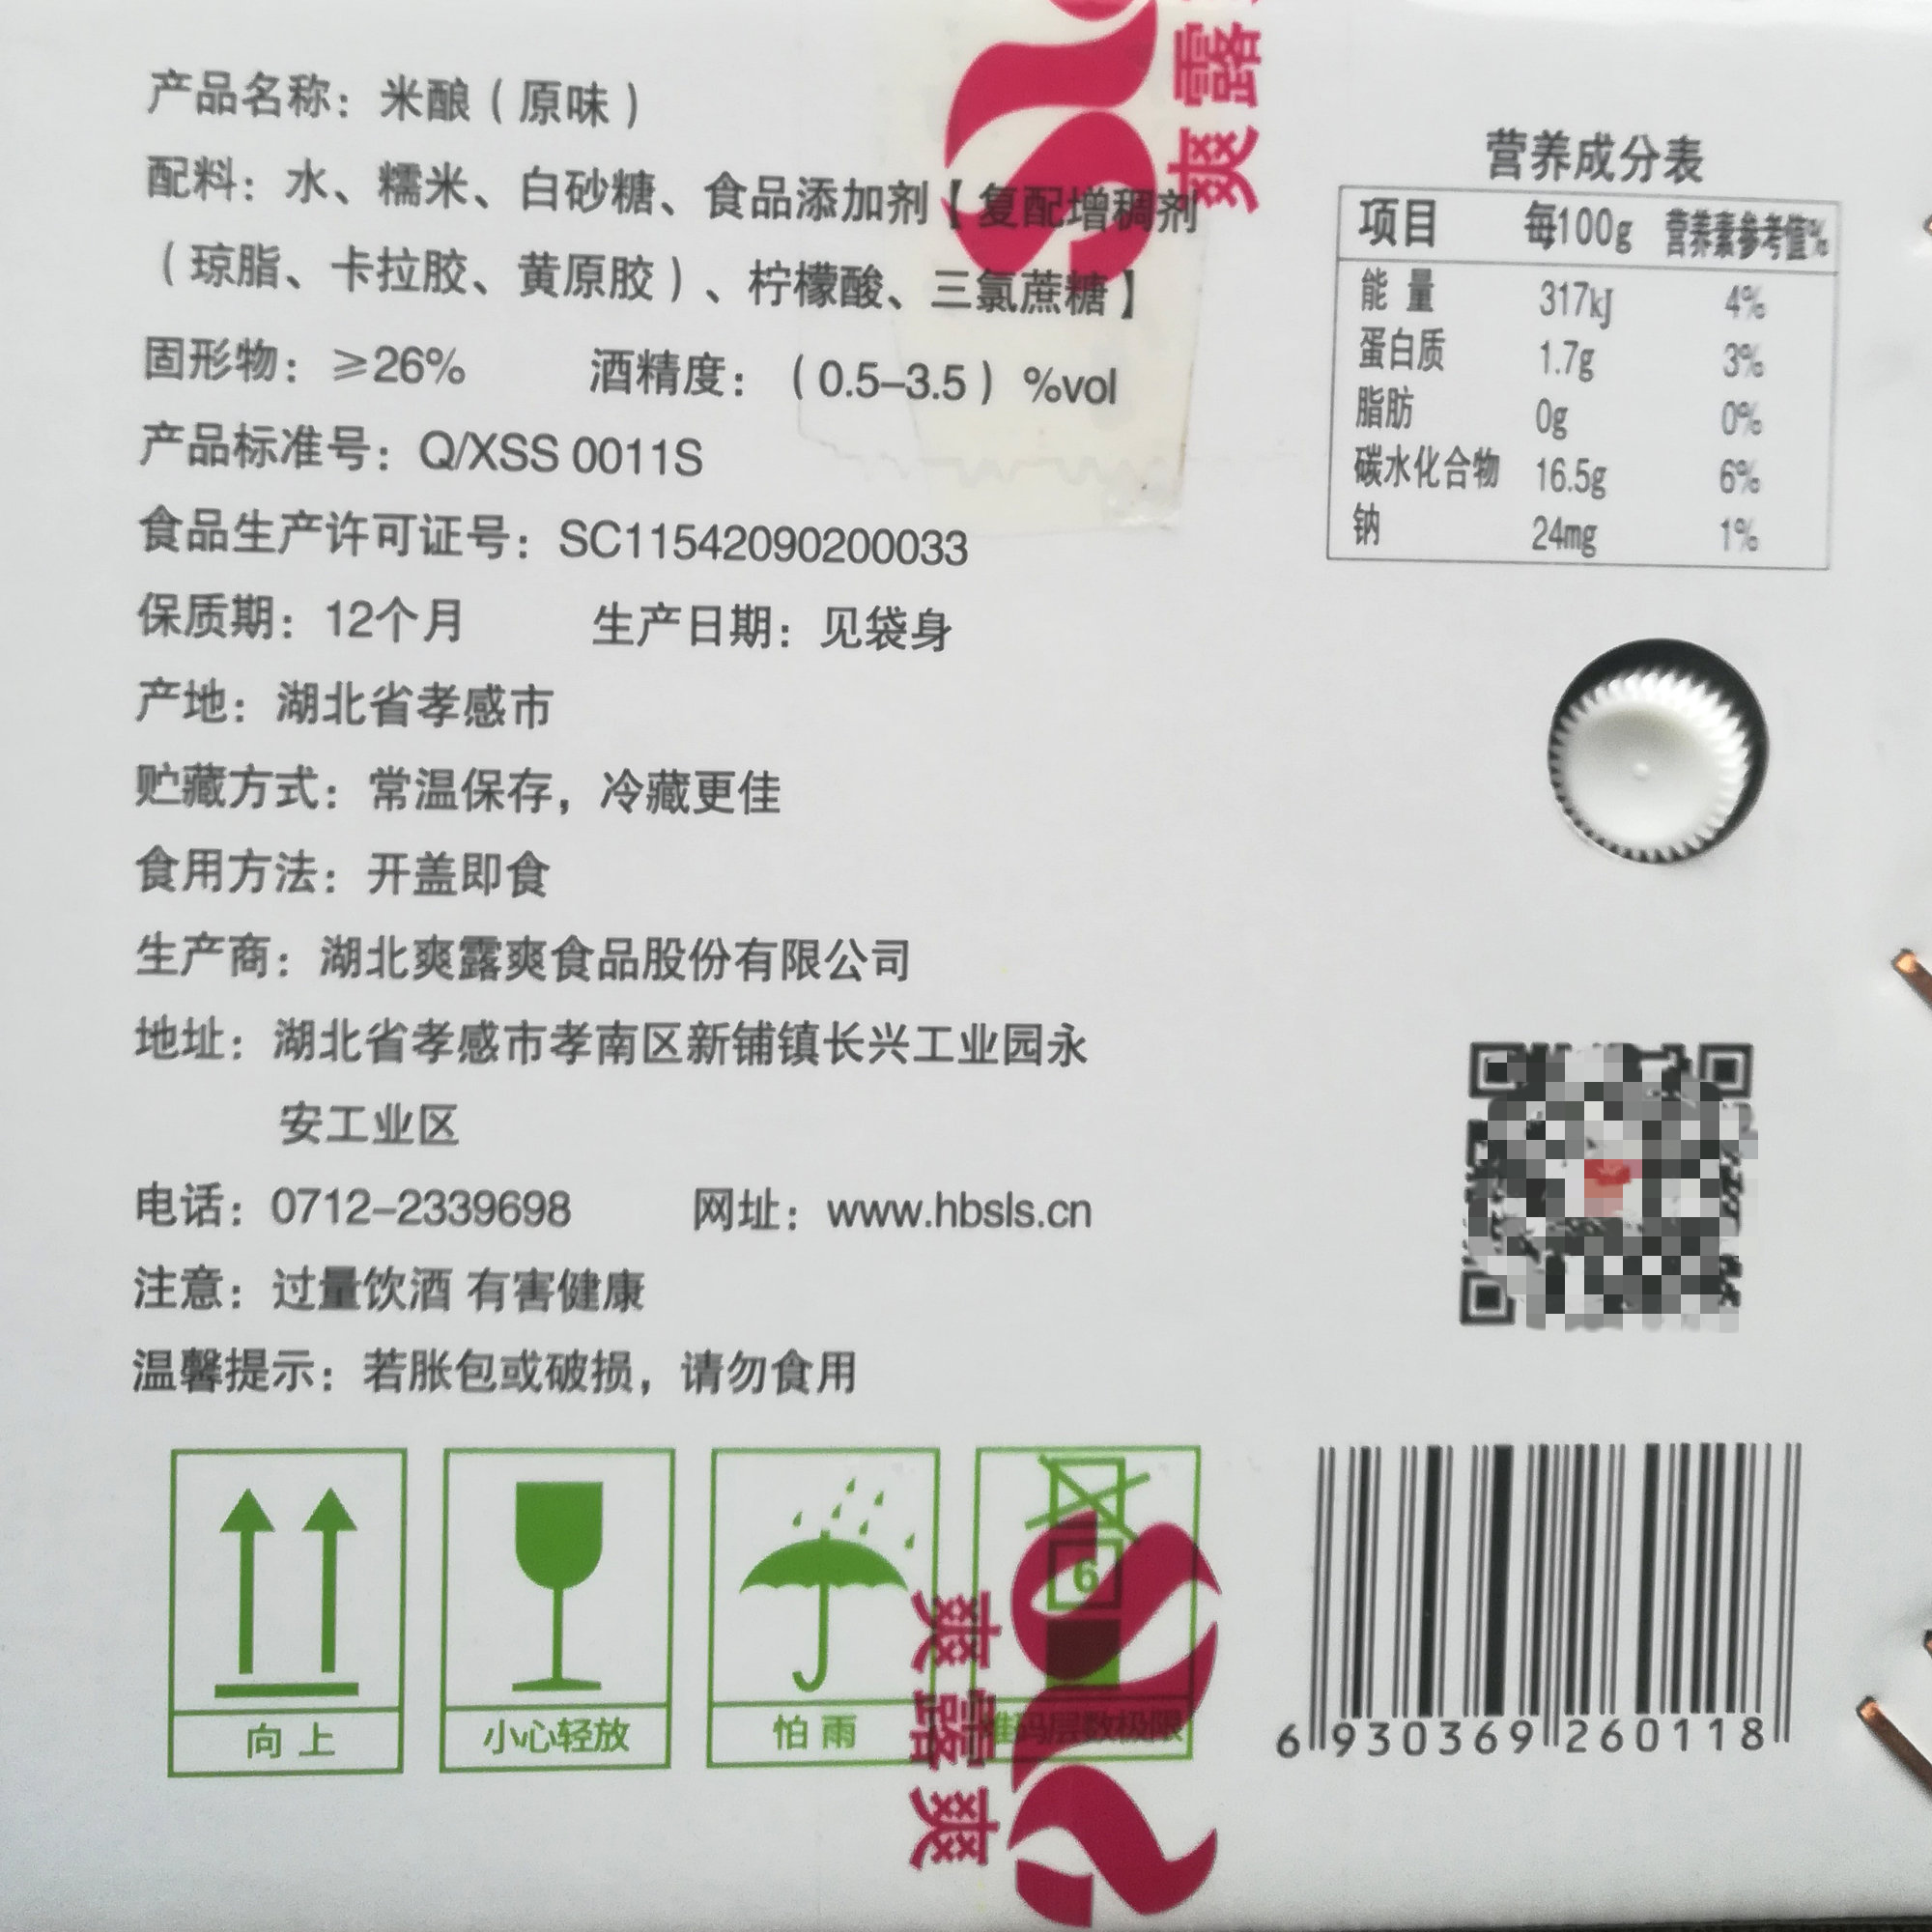 产品名称：米酿（原味）
配料：水、糯米、白砂糖、食品添加剂【复配增稠剂
（琼脂、卡拉胶、黄原胶）、柠檬酸、三氯蔗糖】
固形物：≥26% 酒精度：（0.5-3.5）%vol
产品标准号：Q/XSS 0011S
食品生产许可证号：SC11542090200033
保质期：12个月 生产日期：见袋身
产地：湖北省孝感市
贮藏方式：常温保存，冷藏更佳
食用方法：开盖即食
生产商：湖北爽露爽食品股份有限公司
地址：湖北省孝感市孝南区新铺镇长兴工业园永
安工业区
电话：0712-2339698 网址：www.hbsls.cn
注意：过量饮酒 有害健康
温馨提示：若胀包或破损，请勿食用
营养成分表
项目 每100g 营养素参考值%
能 量 317kJ 4%
蛋白质 1.7g 3%
脂肪 0g 0%
碳水化合物 16.5g 6%
钠 24mg 1%
爽露
向上
小心轻放
怕雨
6
堆码层数极限
爽露爽
6 930369 260118